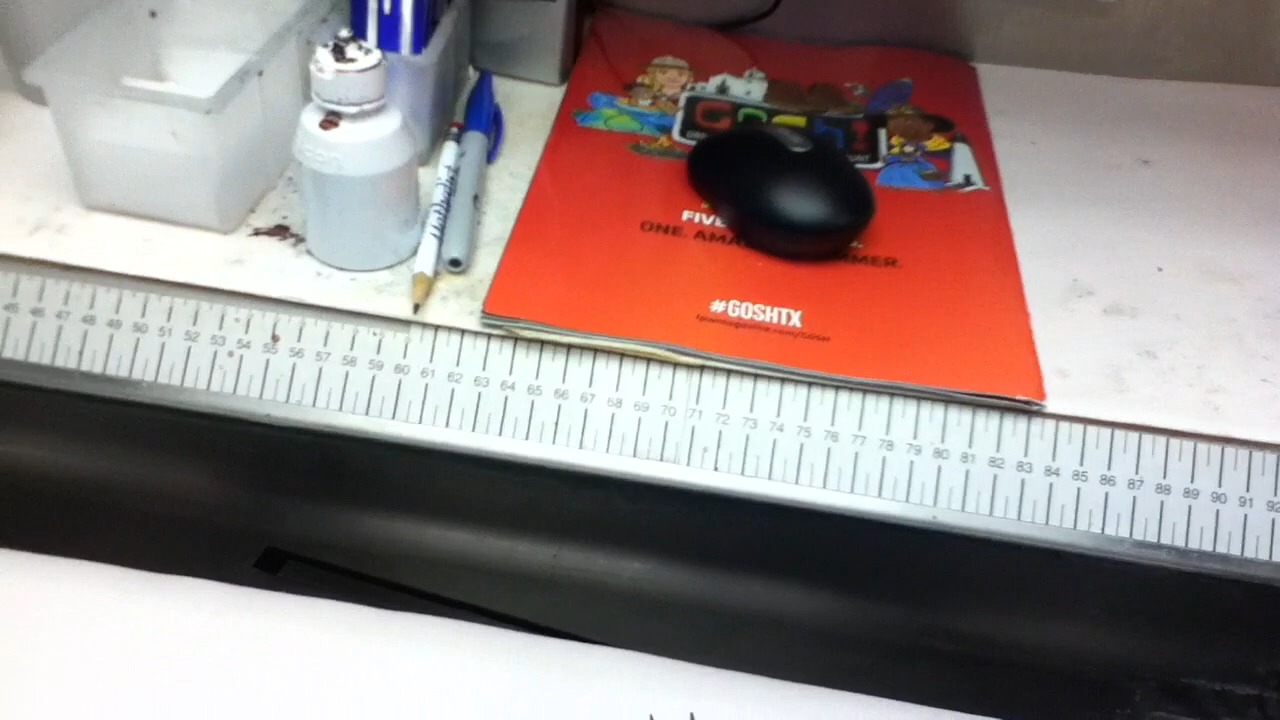 Gosh!
FIVE
ONE. AMA MMER.
#GOSHTX
45 46 47 48 49 50 51 52 53 54 55 56 57 58 59 60 61 62 63 64 65 66 67 68 69 70 71 72 73 74 75 76 77 78 79 80 81 82 83 84 85 86 87 88 89 90 91 92